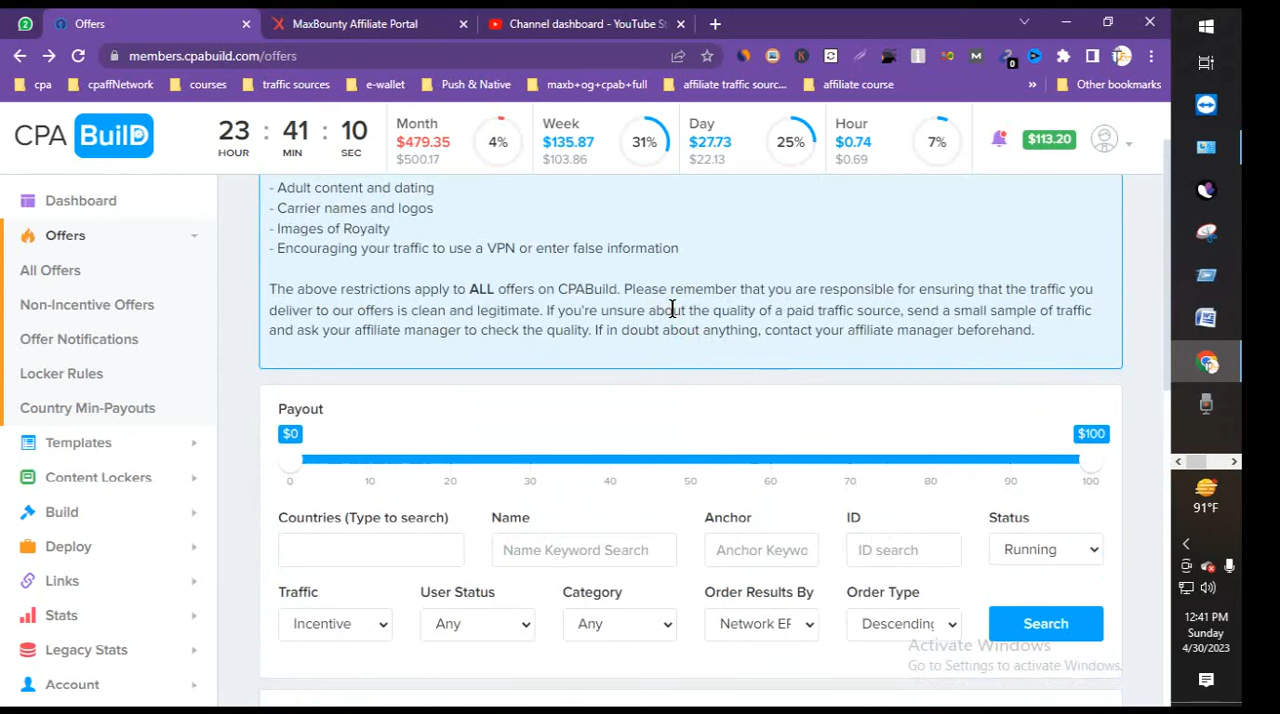 2
Offers
MaxBounty Affiliate Portal
Channel dashboard - YouTube St
members.cpabuild.com/offers
0
cpa
cpaffNetwork
courses
traffic sources
e-wallet
Push & Native
maxb+og+cpab+full
affiliate traffic sourc...
affiliate course
»
Other bookmarks
CPA BuilD
23 : 41 : 10
HOUR MIN SEC
Month
$479.35
$500.17
4%
Week
$135.87
$103.86
31%
Day
$27.73
$22.13
25%
Hour
$0.74
$0.69
7%
$113.20
Dashboard
Offers
All Offers
Non-Incentive Offers
Offer Notifications
Locker Rules
Country Min-Payouts
Templates
Content Lockers
Build
Deploy
Links
Stats
Legacy Stats
Account
- Adult content and dating
- Carrier names and logos
- Images of Royalty
- Encouraging your traffic to use a VPN or enter false information
The above restrictions apply to ALL offers on CPABuild. Please remember that you are responsible for ensuring that the traffic you
deliver to our offers is clean and legitimate. If you're unsure about the quality of a paid traffic source, send a small sample of traffic
and ask your affiliate manager to check the quality. If in doubt about anything, contact your affiliate manager beforehand.
Payout
$0 $100
0 10 20 30 40 50 60 70 80 90 100
Countries (Type to search) Name Anchor ID Status
Name Keyword Search Anchor Keywo ID search Running
Traffic User Status Category Order Results By Order Type
Incentive Any Any Network EF Descending Search
Activate Windows
Go to Settings to activate Windows.
91°F
12:41 PM
Sunday
4/30/2023